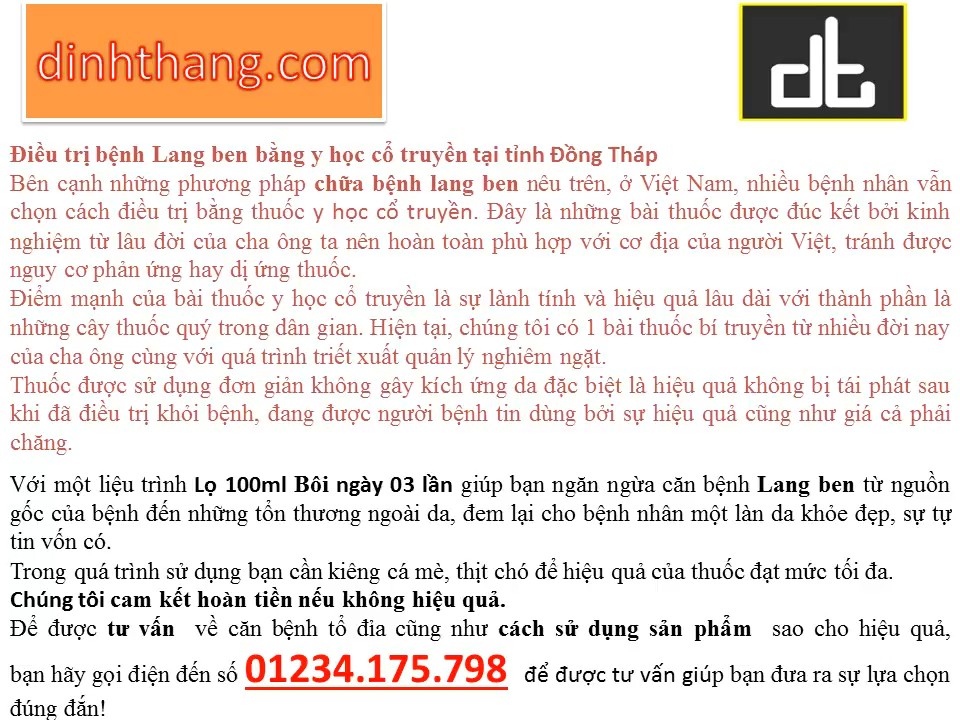 dinhthang.com
dt
Điều trị bệnh Lang ben bằng y học cổ truyền tại tỉnh Đồng Tháp
Bên cạnh những phương pháp chữa bệnh lang ben nêu trên, ở Việt Nam, nhiều bệnh nhân vẫn
chọn cách điều trị bằng thuốc y học cổ truyền. Đây là những bài thuốc được đúc kết bởi kinh
nghiệm từ lâu đời của cha ông ta nên hoàn toàn phù hợp với cơ địa của người Việt, tránh được
nguy cơ phản ứng hay dị ứng thuốc.
Điểm mạnh của bài thuốc y học cổ truyền là sự lành tính và hiệu quả lâu dài với thành phần là
những cây thuốc quý trong dân gian. Hiện tại, chúng tôi có 1 bài thuốc bí truyền từ nhiều đời nay
của cha ông cùng với quá trình triết xuất quản lý nghiêm ngặt.
Thuốc được sử dụng đơn giản không gây kích ứng da đặc biệt là hiệu quả không bị tái phát sau
khi đã điều trị khỏi bệnh, đang được người bệnh tin dùng bởi sự hiệu quả cũng như giá cả phải
chăng.
Với một liệu trình Lọ 100ml Bôi ngày 03 lần giúp bạn ngăn ngừa căn bệnh Lang ben từ nguồn
gốc của bệnh đến những tổn thương ngoài da, đem lại cho bệnh nhân một làn da khỏe đẹp, sự tự
tin vốn có.
Trong quá trình sử dụng bạn cần kiêng cá mè, thịt chó để hiệu quả của thuốc đạt mức tối đa.
Chúng tôi cam kết hoàn tiền nếu không hiệu quả.
Để được tư vấn về căn bệnh tổ đỉa cũng như cách sử dụng sản phẩm sao cho hiệu quả,
bạn hãy gọi điện đến số 01234.175.798 để được tư vấn giúp bạn đưa ra sự lựa chọn
đúng đắn!